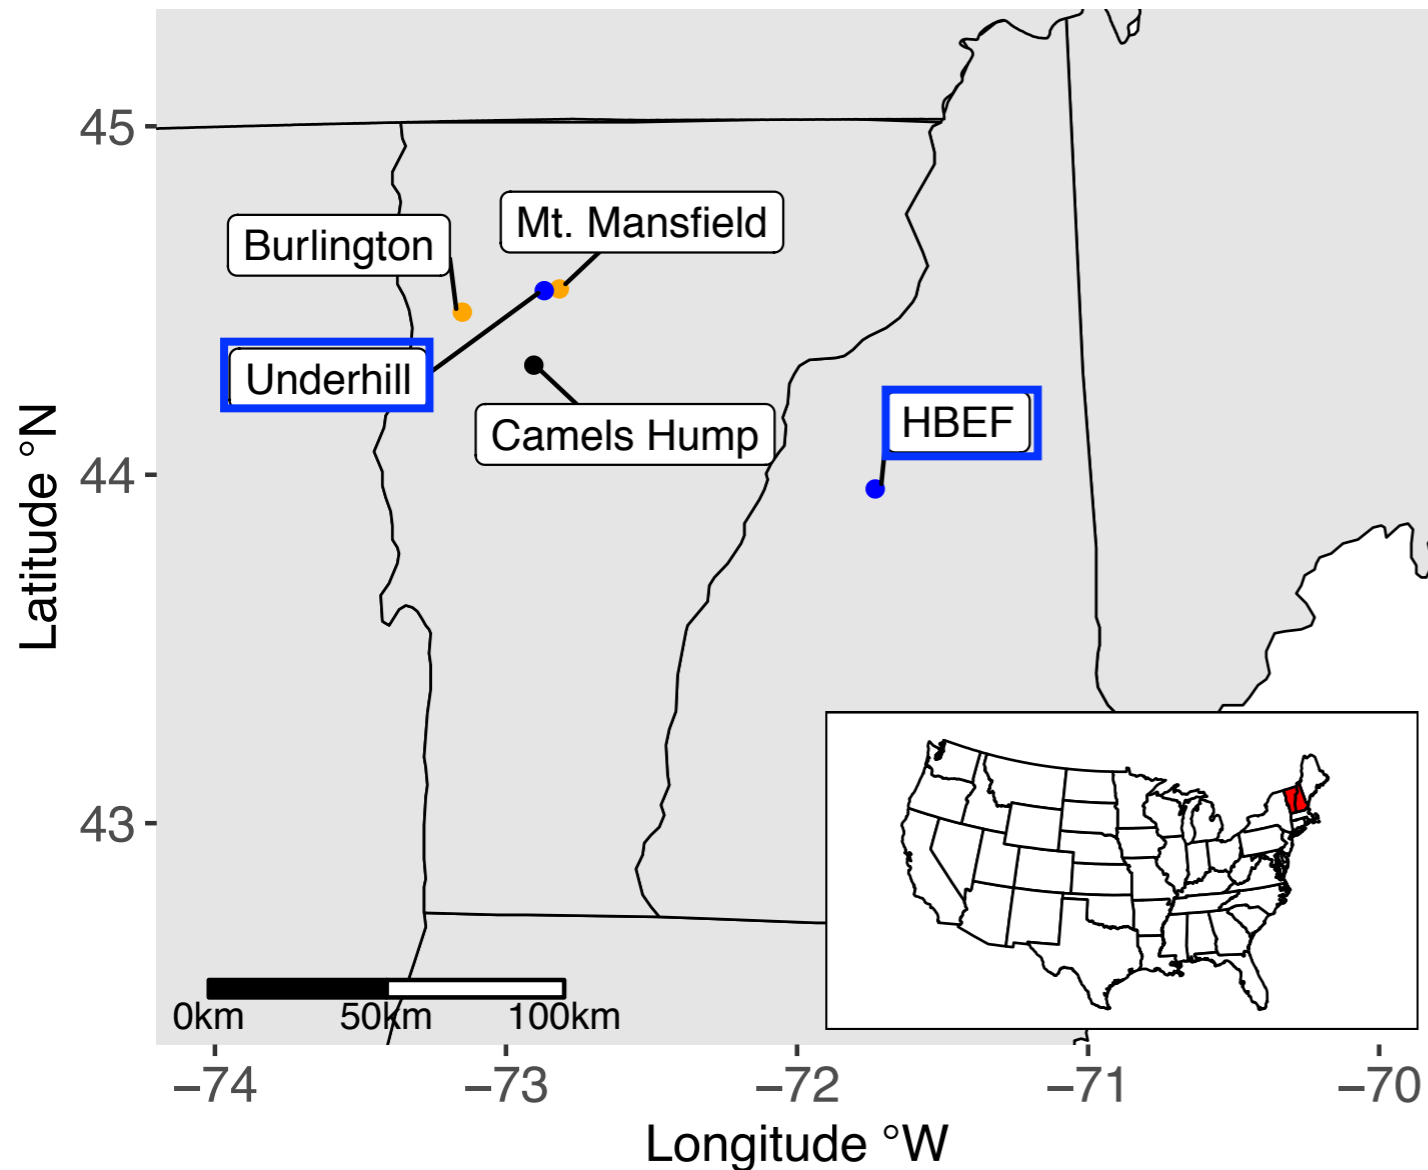 45
44
43
Latitude °N
Mt. Mansfield
Burlington
Underhill
Camels Hump
HBEF
0km 50km 100km
−74 −73 −72 −71 −70
Longitude °W